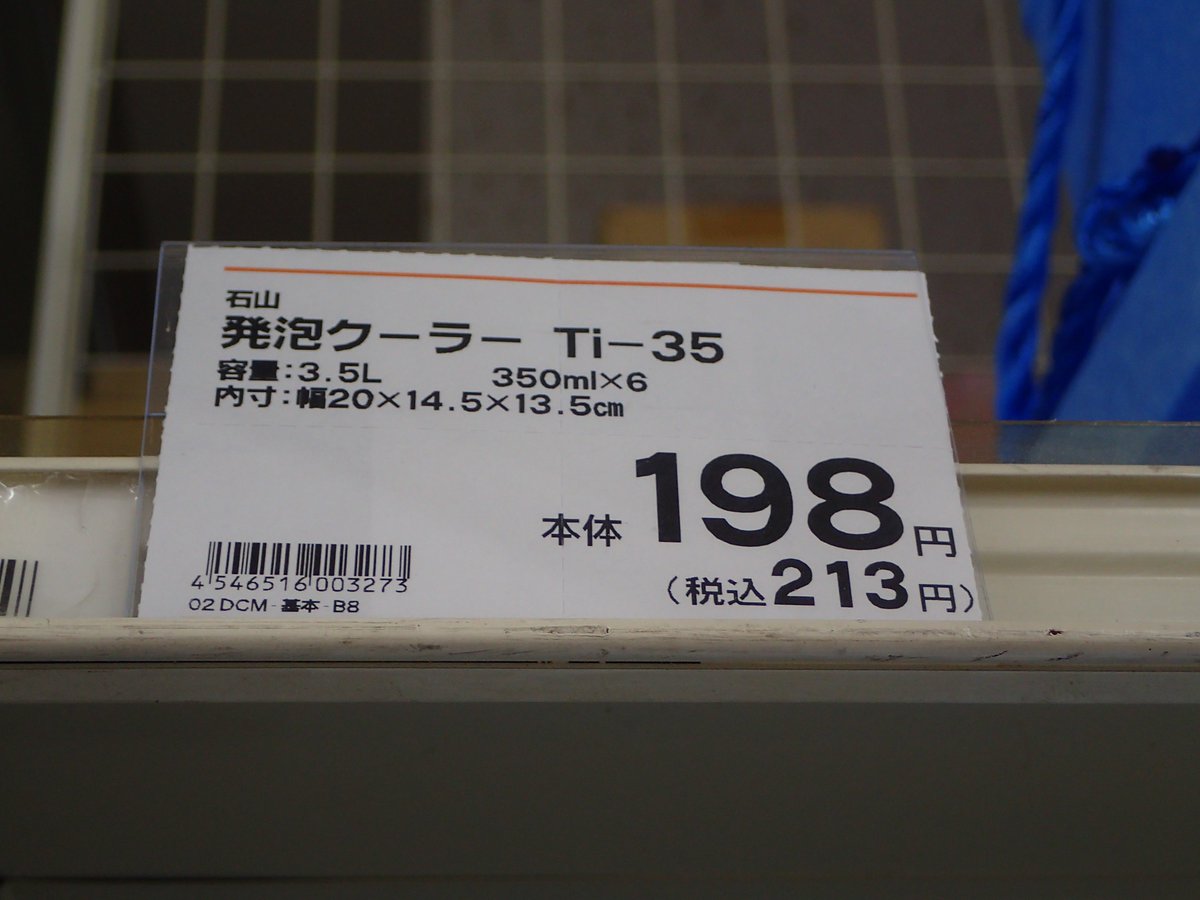 石山
発泡クーラー Ti-35
容量:3.5L 350ml×6
内寸:幅20×14.5×13.5cm
本体 198円
(税込213円)
4546516003273
02DCM-基本-B8